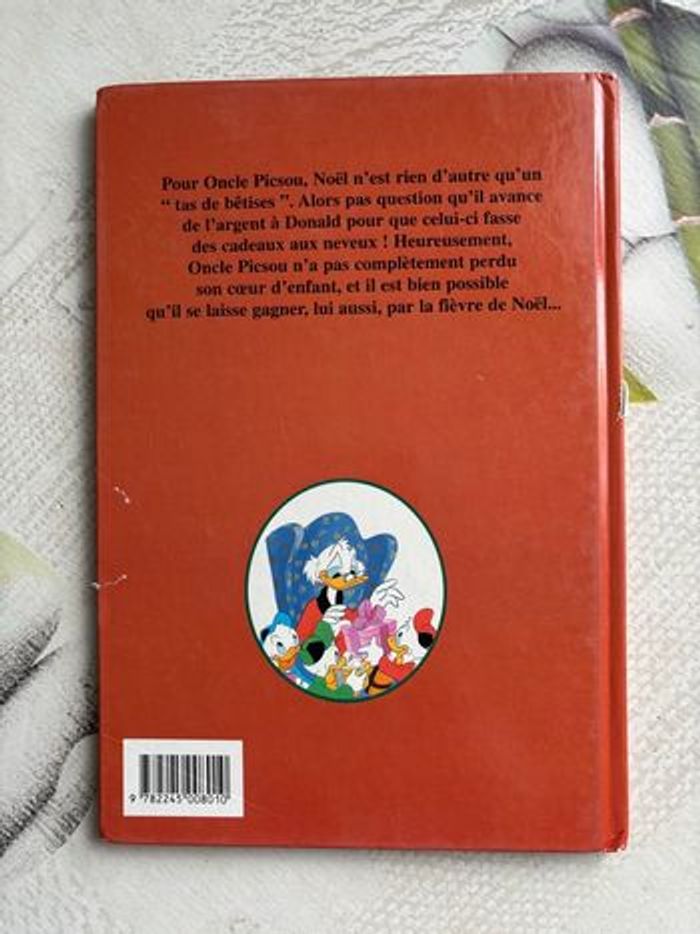 Pour Oncle Picsou, Noël n'est rien d'autre qu'un
“ tas de bêtises ”. Alors pas question qu'il avance
de l'argent à Donald pour que celui-ci fasse
des cadeaux aux neveux ! Heureusement,
Oncle Picsou n'a pas complètement perdu
son cœur d'enfant, et il est bien possible
qu'il se laisse gagner, lui aussi, par la fièvre de Noël...
9 782245 008010